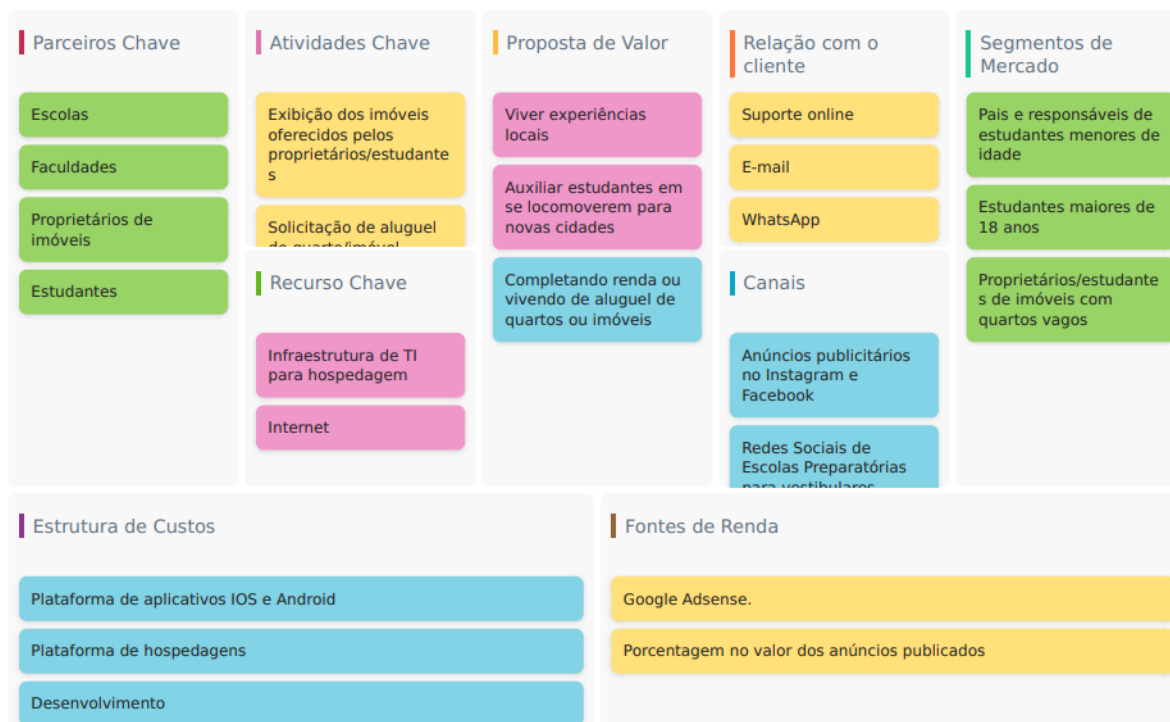 Parceiros Chave
Escolas
Faculdades
Proprietários de
imóveis
Estudantes
Atividades Chave
Exibição dos imóveis
oferecidos pelos
proprietários/estudante
s
Solicitação de aluguel
de quarto/imóvel
Recurso Chave
Infraestrutura de TI
para hospedagem
Internet
Proposta de Valor
Viver experiências
locais
Auxiliar estudantes em
se locomoverem para
novas cidades
Completando renda ou
vivendo de aluguel de
quartos ou imóveis
Relação com o
cliente
Suporte online
E-mail
WhatsApp
Canais
Anúncios publicitários
no Instagram e
Facebook
Redes Sociais de
Escolas Preparatórias
para vestibulares
Segmentos de
Mercado
Pais e responsáveis de
estudantes menores de
idade
Estudantes maiores de
18 anos
Proprietários/estudante
s de imóveis com
quartos vagos
Estrutura de Custos
Plataforma de aplicativos IOS e Android
Plataforma de hospedagens
Desenvolvimento
Fontes de Renda
Google Adsense.
Porcentagem no valor dos anúncios publicados